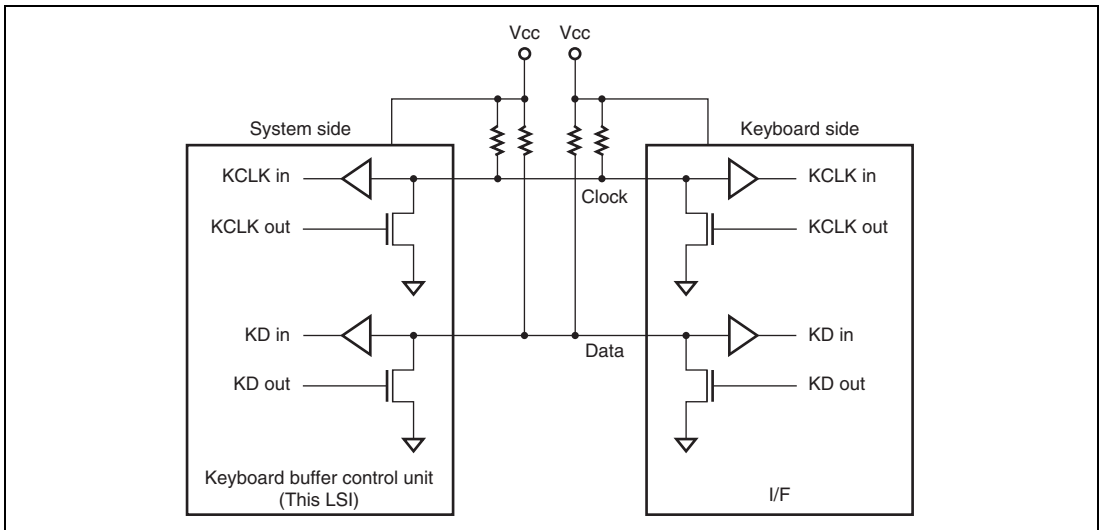 Vcc Vcc
System side
Keyboard side
KCLK in
KCLK in
Clock
KCLK out
KCLK out
KD in
KD in
Data
KD out
KD out
Keyboard buffer control unit
(This LSI)
I/F